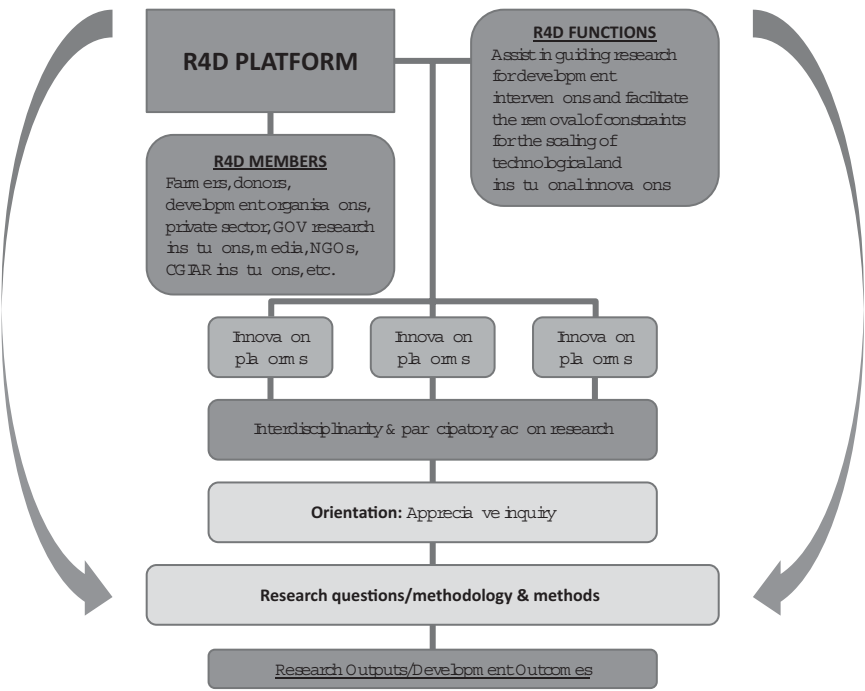 R4D PLATFORM
R4D FUNCTIONS
Assist in guiding research
for development
interven ons and facilitate
the removal of constraints
for the scaling of
technological and
ins tu onal innova ons
R4D MEMBERS
Farmers, donors,
development organisa ons,
private sector, GOV research
ins tu ons, media, NGOs,
CGIAR ins tu ons, etc.
Innova on
pla orms
Innova on
pla orms
Innova on
pla orms
Interdisciplinarity & par cipatory ac on research
Orientation: Apprecia ve inquiry
Research questions/methodology & methods
Research Outputs/Development Outcomes